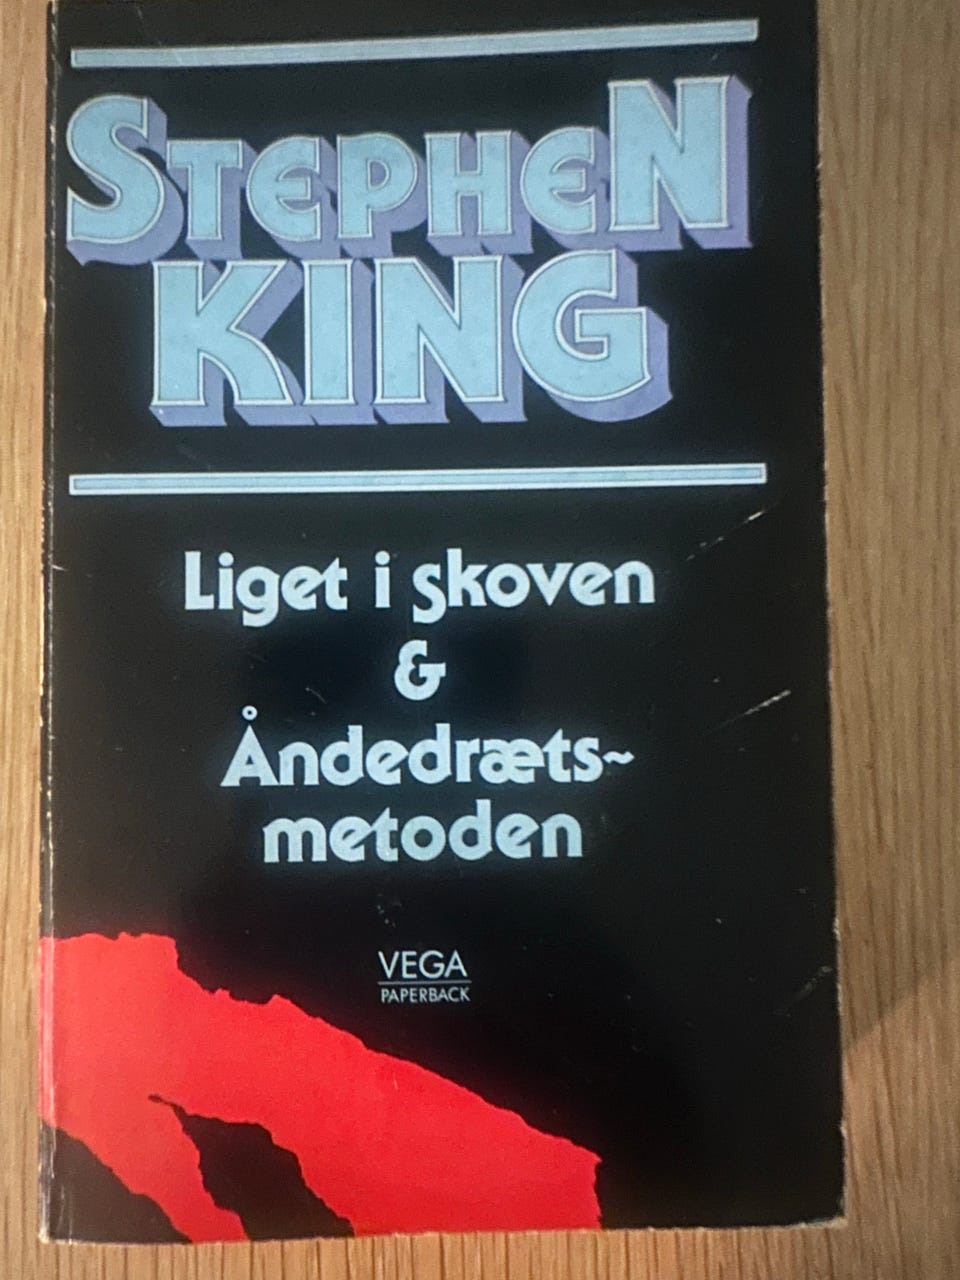 STEPHEN
KING
Liget i skoven
&
Åndedræts~
metoden
VEGA
PAPERBACK